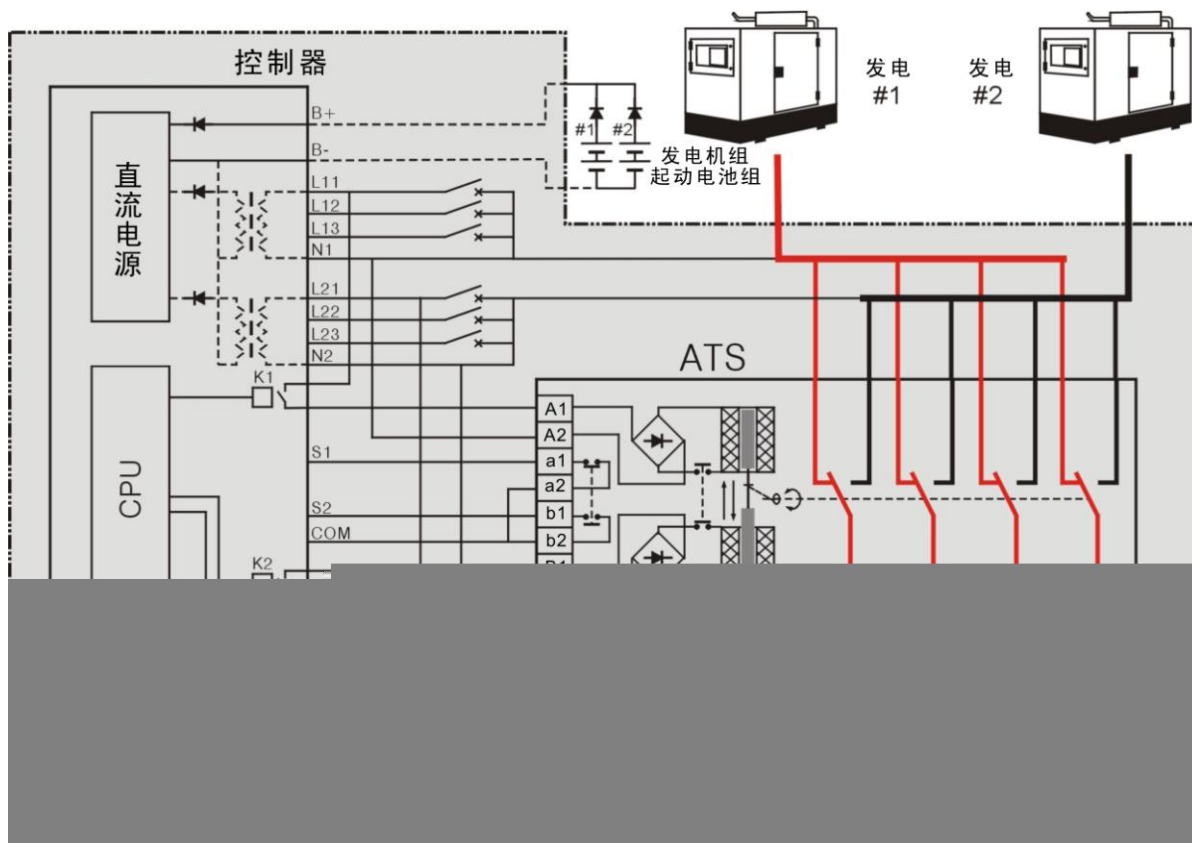 控制器
发电
#1
发电
#2
#1
#2
发电机组
起动电池组
直流电源
B+
B-
L11
L12
L13
N1
L21
L22
L23
N2
ATS
CPU
K1
S1
S2
COM
K2
A1
A2
a1
a2
b1
b2